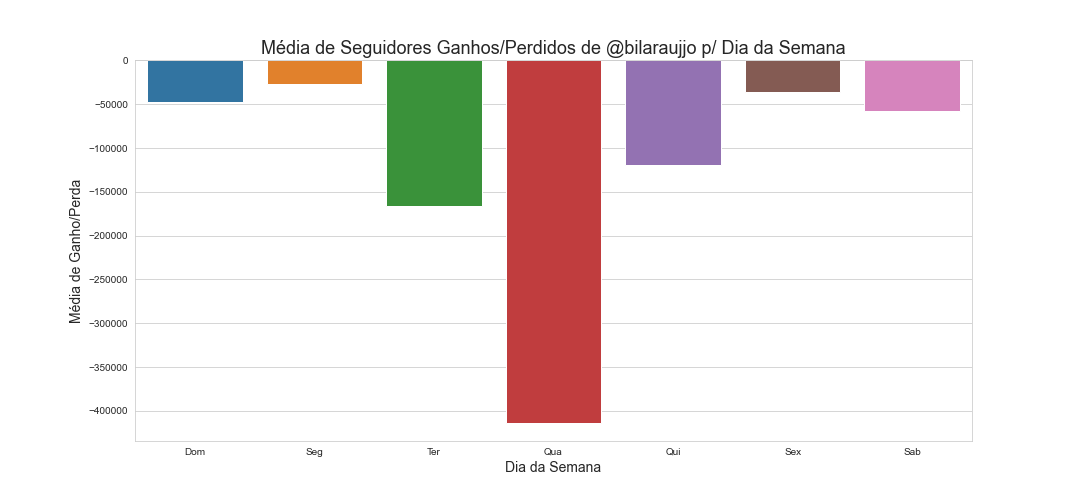 Média de Seguidores Ganhos/Perdidos de @bilaraujjo p/ Dia da Semana
Média de Ganho/Perda
0
−50000
−100000
−150000
−200000
−250000
−300000
−350000
−400000
Dom Seg Ter Qua Qui Sex Sab
Dia da Semana